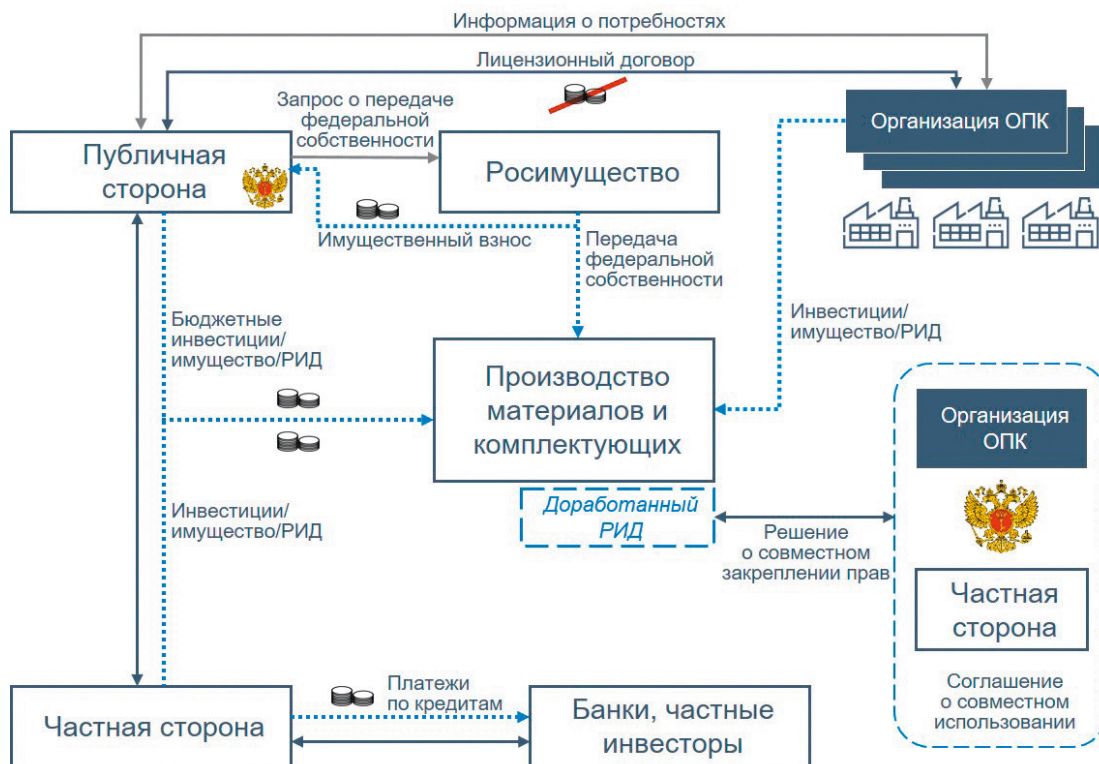 Информация о потребностях
Лицензионный договор
Запрос о передаче
федеральной
собственности
Организация ОПК
Публичная
сторона
Росимущество
Имущественный взнос
Передача
федеральной
собственности
Бюджетные
инвестиции/
имущество/РИД
Инвестиции/
имущество/РИД
Производство
материалов и
комплектующих
Организация
ОПК
Доработанный
РИД
Инвестиции/
имущество/РИД
Решение
о совместном
закреплении прав
Частная
сторона
Соглашение
о совместном
использовании
Частная сторона
Платежи
по кредитам
Банки, частные
инвесторы